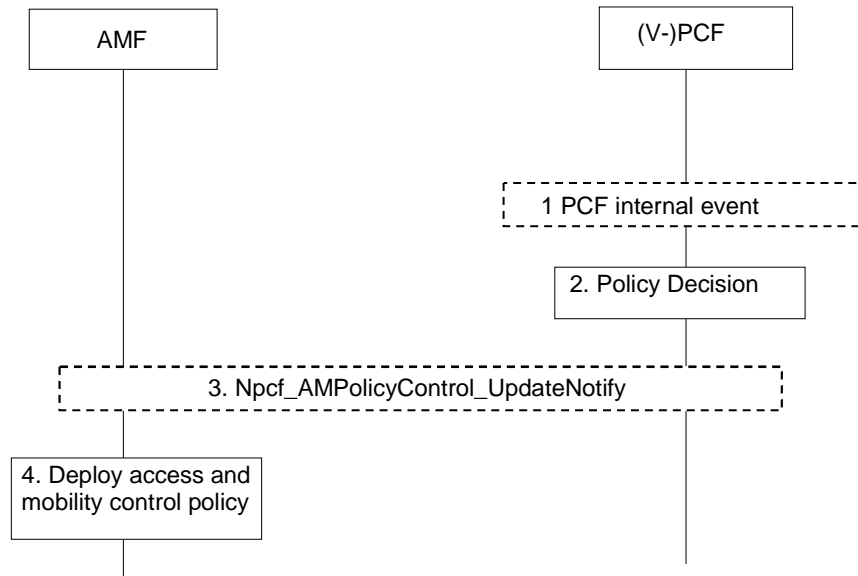 AMF
(V-)PCF
1 PCF internal event
2. Policy Decision
3. Npcf_AMPolicyControl_UpdateNotify
4. Deploy access and
mobility control policy